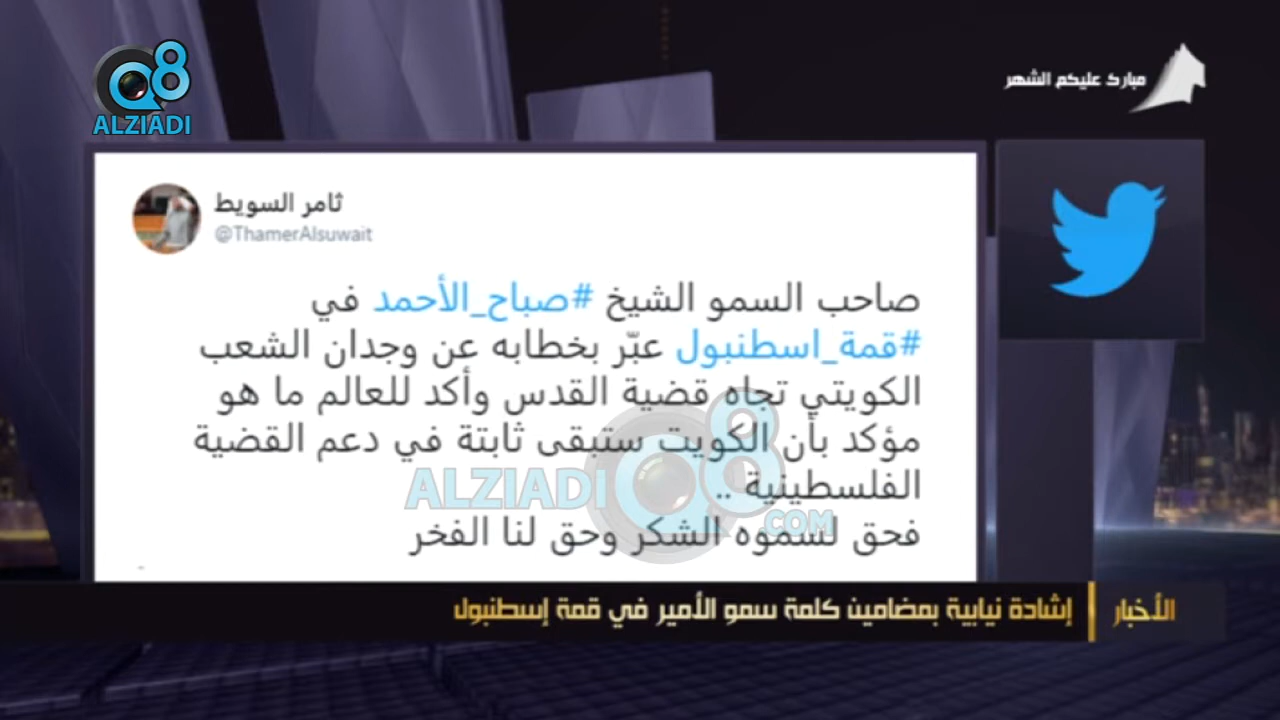 Q8
ALZIADI
مبارك عليكم الشهر
ثامر السويط
@ThamerAlsuwait
صاحب السمو الشيخ #صباح_الأحمد في
#قمة_اسطنبول عبّر بخطابه عن وجدان الشعب
الكويتي تجاه قضية القدس وأكد للعالم ما هو
مؤكد بأن الكويت ستبقى ثابتة في دعم القضية
الفلسطينية ..
فحق لسموه الشكر وحق لنا الفخر
ALZIADIQ8
.COM
الأخبار
إشادة نيابية بمضامين كلمة سمو الأمير في قمة إسطنبول